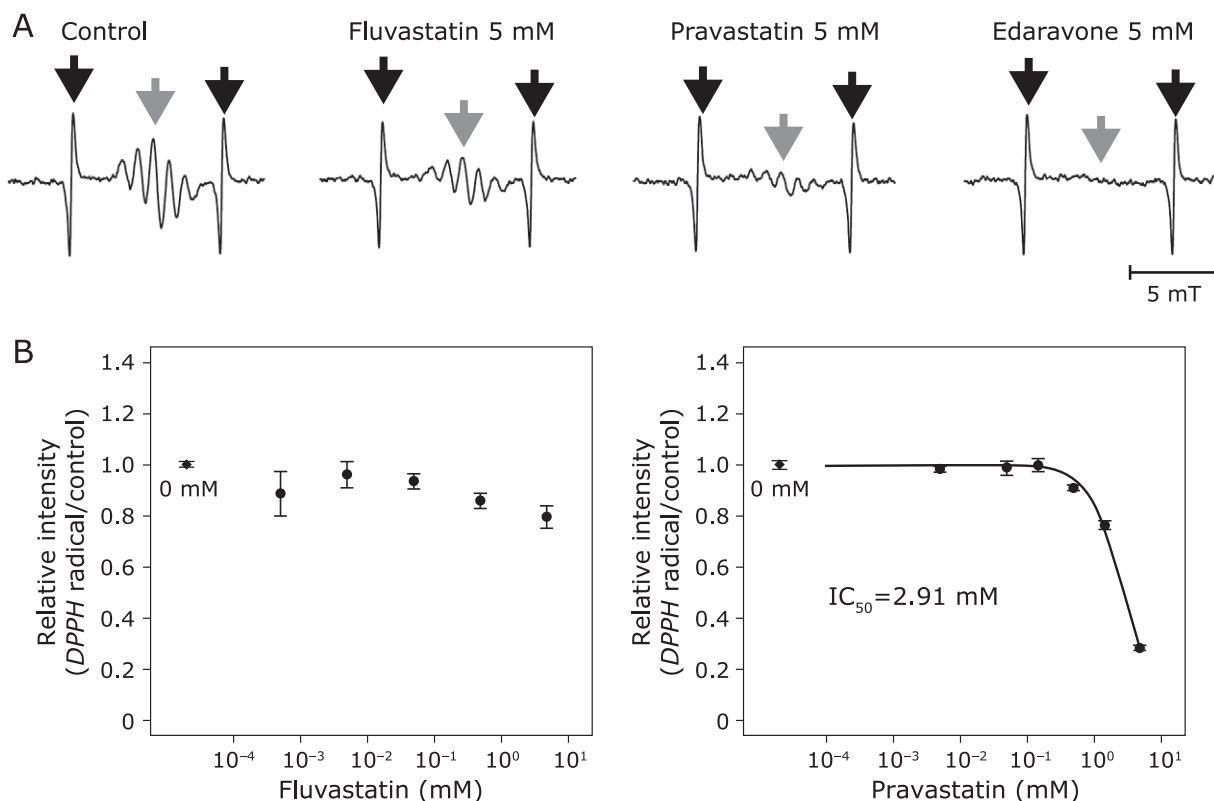 A
Control
Fluvastatin 5 mM
Pravastatin 5 mM
Edaravone 5 mM
5 mT
B
Relative intensity
(DPPH radical/control)
1.4
1.2
1.0
0.8
0.6
0.4
0.2
0
0 mM
10⁻⁴
10⁻³
10⁻²
10⁻¹
10⁰
10¹
Fluvastatin (mM)
Relative intensity
(DPPH radical/control)
1.4
1.2
1.0
0.8
0.6
0.4
0.2
0
0 mM
IC₅₀=2.91 mM
10⁻⁴
10⁻³
10⁻²
10⁻¹
10⁰
10¹
Pravastatin (mM)